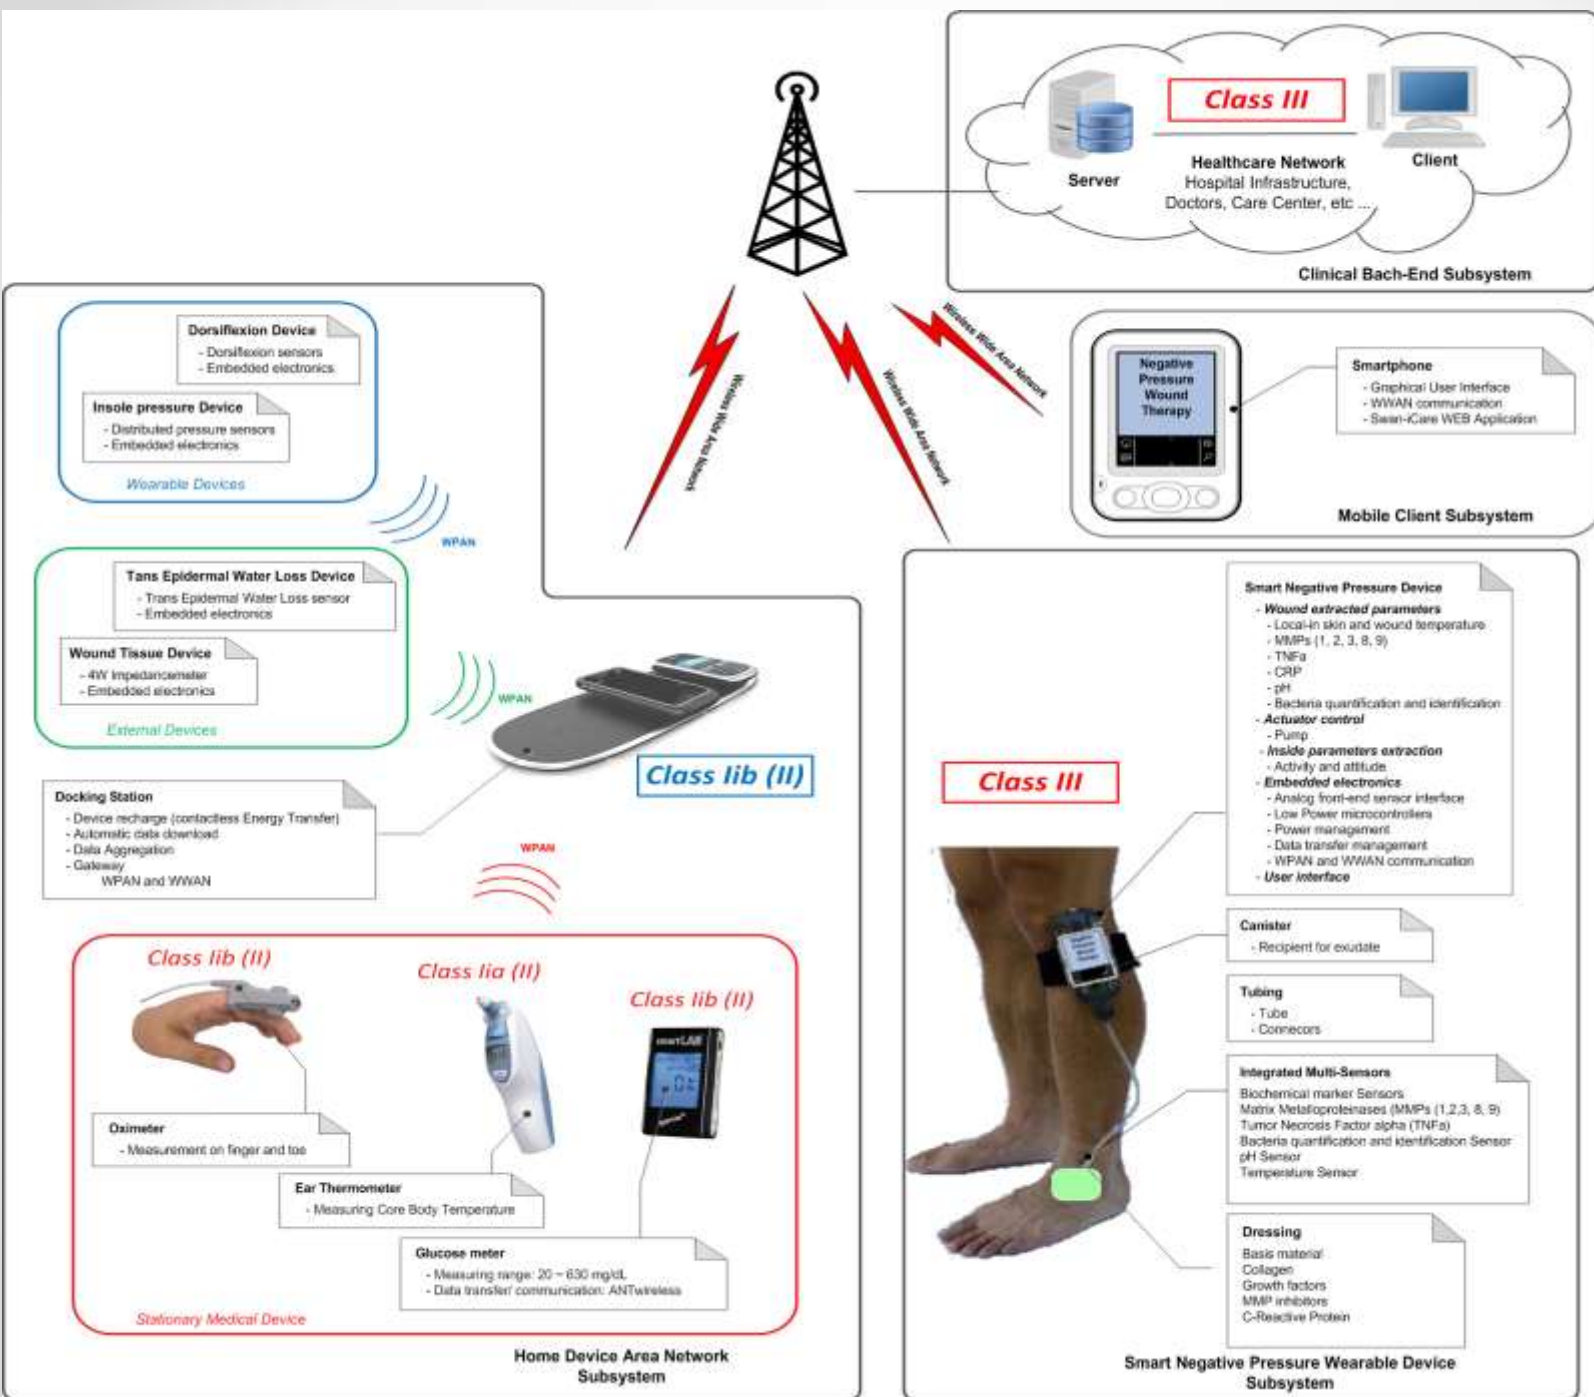 Class III
Server
Client
Healthcare Network
Hospital Infrastructure,
Doctors, Care Center, etc ...
Clinical Bach-End Subsystem
Wireless Wide Area Network
Wireless Wide Area Network
Wireless Wide Area Network
Negative
Pressure
Wound
Therapy
Smartphone
- Graphical User Interface
- WWAN communication
- Swan-iCare WEB Application
Mobile Client Subsystem
Dorsiflexion Device
- Dorsiflexion sensors
- Embedded electronics
Insole pressure Device
- Distributed pressure sensors
- Embedded electronics
Wearable Devices
WPAN
Tans Epidermal Water Loss Device
- Trans Epidermal Water Loss sensor
- Embedded electronics
Wound Tissue Device
- 4W Impedancemeter
- Embedded electronics
External Devices
WPAN
Class Iib (II)
Docking Station
- Device recharge (contactless Energy Transfer)
- Automatic data download
- Data Aggregation
- Gateway
WPAN and WWAN
WPAN
Class Iib (II)
Class Iia (II)
Class Iib (II)
smartLAB
Oximeter
- Measurement on finger and toe
Ear Thermometer
- Measuring Core Body Temperature
Glucose meter
- Measuring range: 20 ~ 630 mg/dL
- Data transfer/ communication: ANTwireless
Stationary Medical Device
Home Device Area Network
Subsystem
Smart Negative Pressure Device
- Wound extracted parameters
- Local-in skin and wound temperature
- MMPs (1, 2, 3, 8, 9)
- TNFa
- CRP
- pH
- Bacteria quantification and identification
- Actuator control
- Pump
- Inside parameters extraction
- Activity and attitude
- Embedded electronics
- Analog front-end sensor interface
- Low Power microcontrollers
- Power management
- Data transfer management
- WPAN and WWAN communication
- User interface
Class III
Canister
- Recipient for exudate
Tubing
- Tube
- Connecors
Integrated Multi-Sensors
Biochemical marker Sensors
Matrix Metalloproteinases (MMPs (1,2,3, 8, 9)
Tumor Necrosis Factor alpha (TNFa)
Bacteria quantification and identification Sensor
pH Sensor
Temperature Sensor
Dressing
Basis material
Collagen
Growth factors
MMP inhibitors
C-Reactive Protein
Smart Negative Pressure Wearable Device
Subsystem